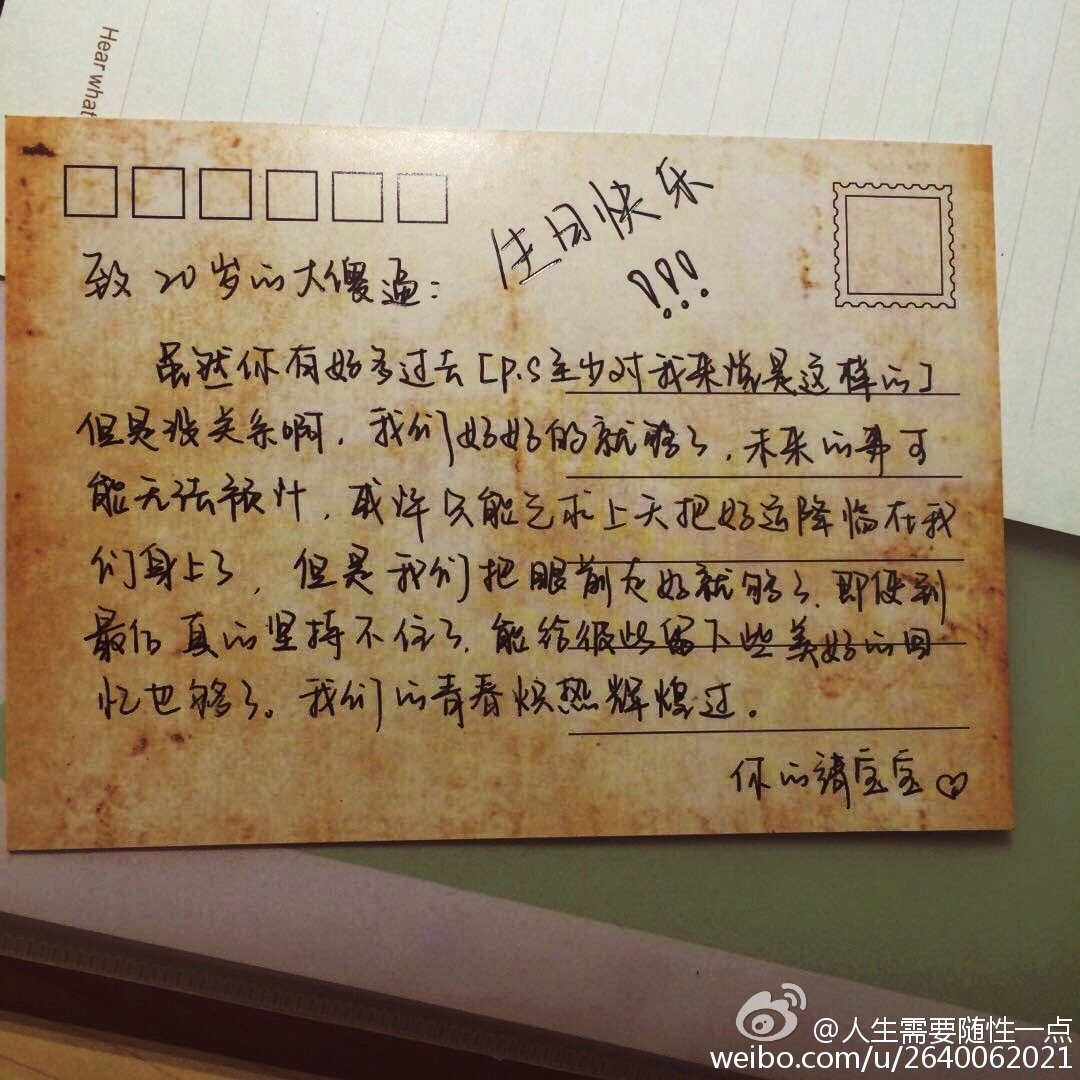 Hear what
生日快乐
!!!
致 20岁的大傻逼:
虽然你有好多过去[P.S至少对我来说是这样的]
但是没关系啊,我们好好的就够了,未来的事可
能无法预计,或许只能乞求上天把好运降临在我
们身上了,但是我们把眼前过好就够了,即便到
最后真的坚持不住了,能给彼此留下些美好的回
忆也够了。我们的青春炽热辉煌过。
你的 宝宝♡
@人生需要随性一点
weibo.com/u/2640062021